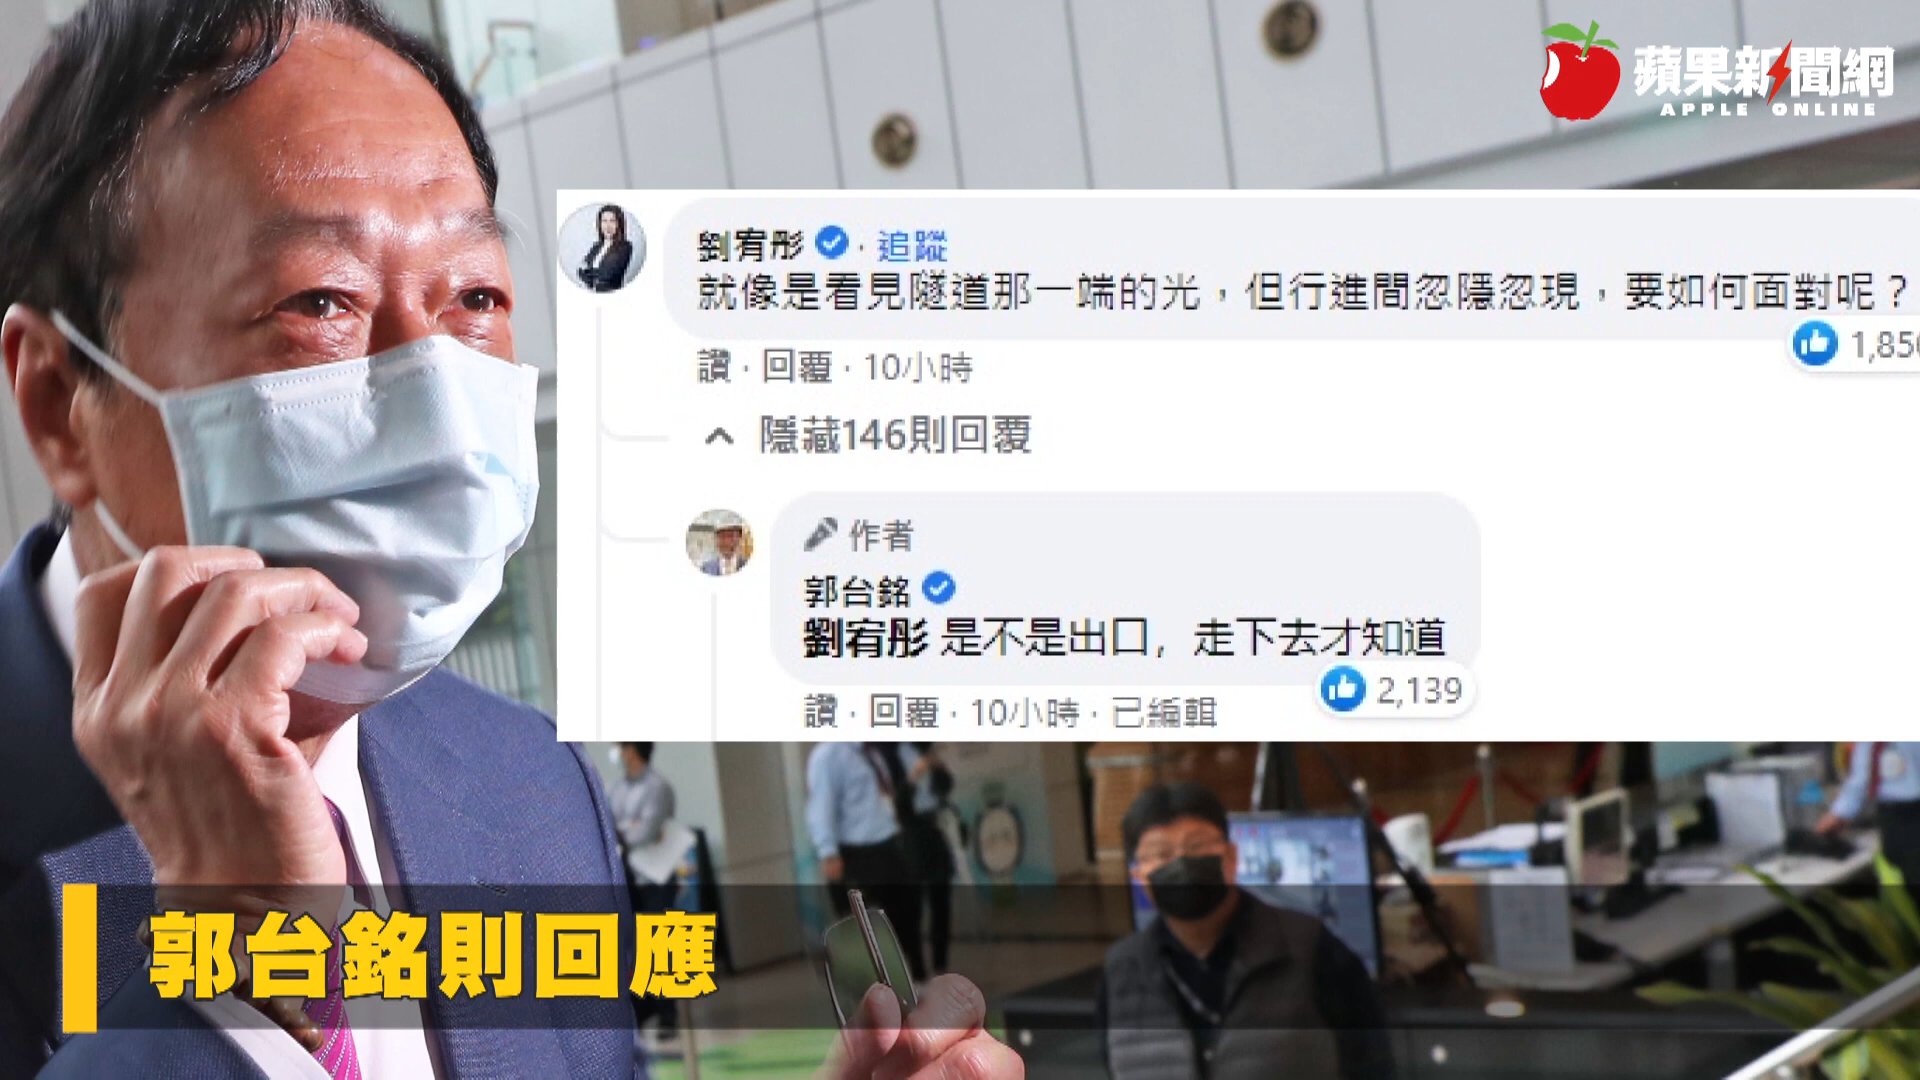 蘋果新聞網
APPLE ONLINE
劉宥彤 · 追蹤
就像是看見隧道那一端的光，但行進間忽隱忽現，要如何面對呢？
1,850
讚 · 回覆 · 10小時
隱藏146則回覆
作者
郭台銘
劉宥彤 是不是出口，走下去才知道
2,139
讚 · 回覆 · 10小時 · 已編輯
郭台銘則回應